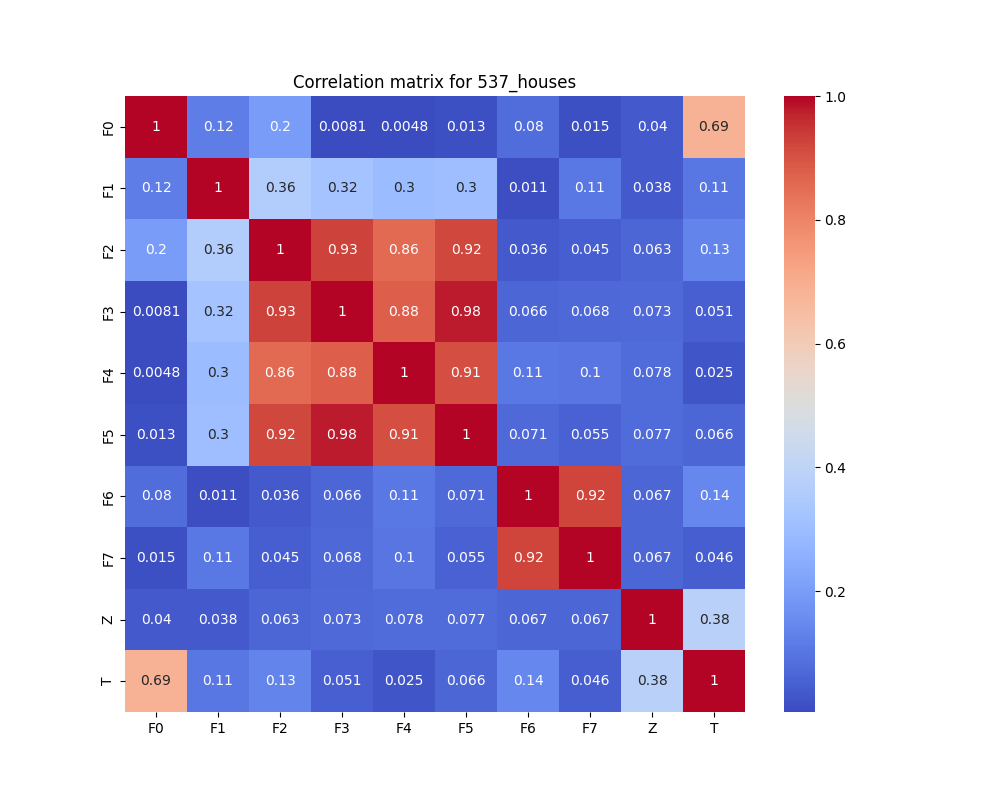 Correlation matrix for 537_houses
F0 1 0.12 0.2 0.0081 0.0048 0.013 0.08 0.015 0.04 0.69
F1 0.12 1 0.36 0.32 0.3 0.3 0.011 0.11 0.038 0.11
F2 0.2 0.36 1 0.93 0.86 0.92 0.036 0.045 0.063 0.13
F3 0.0081 0.32 0.93 1 0.88 0.98 0.066 0.068 0.073 0.051
F4 0.0048 0.3 0.86 0.88 1 0.91 0.11 0.1 0.078 0.025
F5 0.013 0.3 0.92 0.98 0.91 1 0.071 0.055 0.077 0.066
F6 0.08 0.011 0.036 0.066 0.11 0.071 1 0.92 0.067 0.14
F7 0.015 0.11 0.045 0.068 0.1 0.055 0.92 1 0.067 0.046
Z 0.04 0.038 0.063 0.073 0.078 0.077 0.067 0.067 1 0.38
T 0.69 0.11 0.13 0.051 0.025 0.066 0.14 0.046 0.38 1
F0 F1 F2 F3 F4 F5 F6 F7 Z T
1.0
0.8
0.6
0.4
0.2